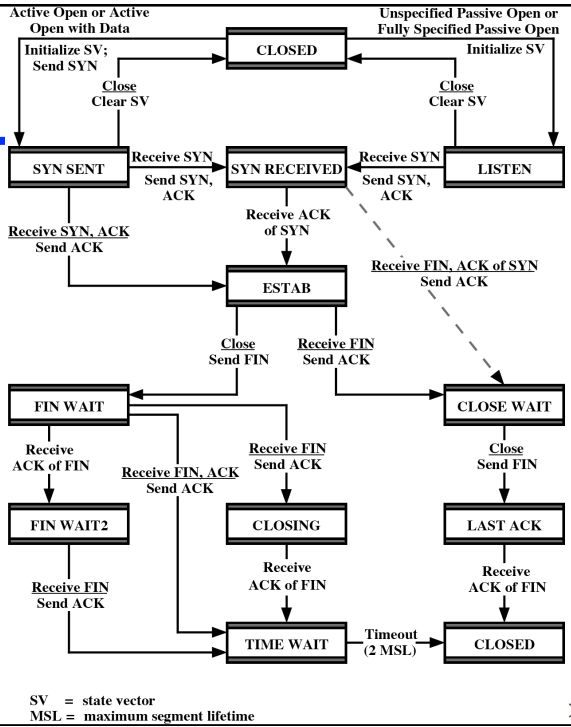 Active Open or Active
Open with Data
Unspecified Passive Open or
Fully Specified Passive Open
CLOSED
Initialize SV;
Send SYN
Initialize SV
Close
Clear SV
Close
Clear SV
SYN SENT
Receive SYN
Send SYN,
ACK
SYN RECEIVED
Receive SYN
Send SYN,
ACK
LISTEN
Receive SYN, ACK
Send ACK
Receive ACK
of SYN
Receive FIN, ACK of SYN
Send ACK
ESTAB
Close
Send FIN
Receive FIN
Send ACK
FIN WAIT
CLOSE WAIT
Receive
ACK of FIN
Receive FIN, ACK
Send ACK
Receive FIN
Send ACK
Close
Send FIN
FIN WAIT2
CLOSING
LAST ACK
Receive FIN
Send ACK
Receive
ACK of FIN
Receive
ACK of FIN
TIME WAIT
Timeout
(2 MSL)
CLOSED
SV = state vector
MSL = maximum segment lifetime